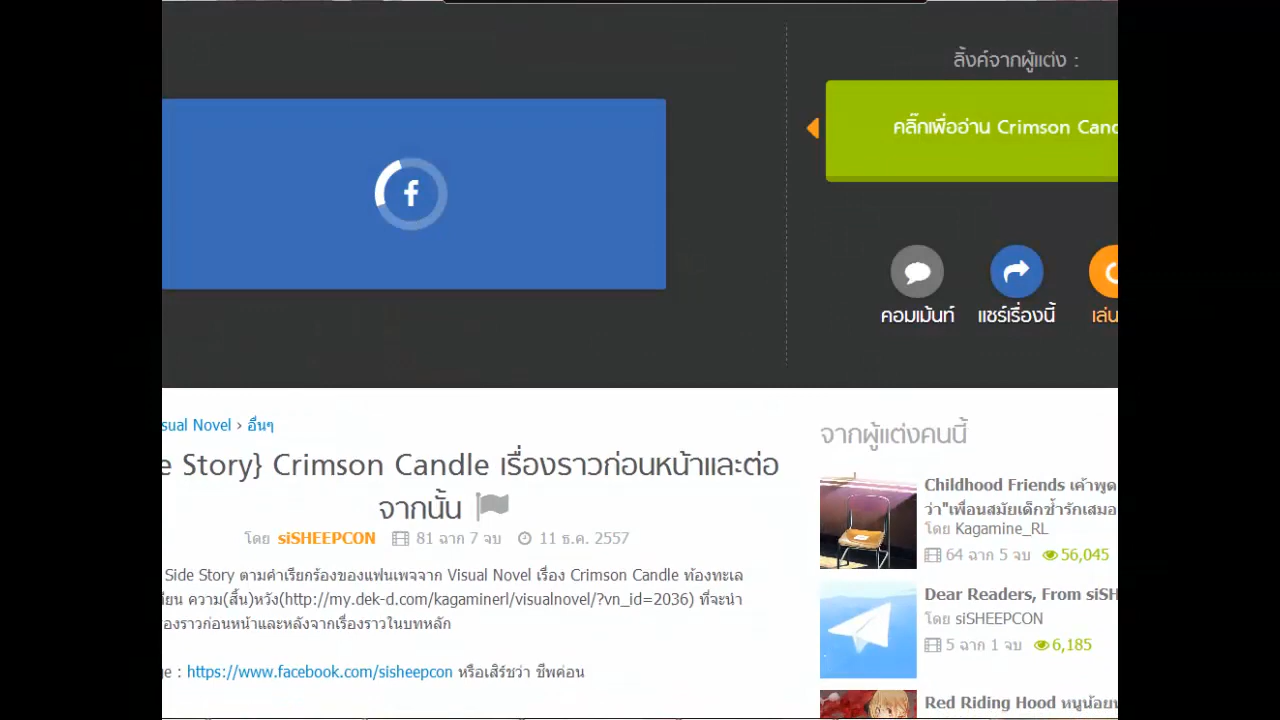 ลิ้งค์จากผู้แต่ง :
คลิ๊กเพื่ออ่าน Crimson Canc
f
คอมเม้นท์ แชร์เรื่องนี้ เล่น
sual Novel › อื่นๆ
e Story} Crimson Candle เรื่องราวก่อนหน้าและต่อ
จากนั้น
โดย siSHEEPCON 81 ฉาก 7 จบ 11 ธ.ค. 2557
Side Story ตามคำเรียกร้องของแฟนเพจจาก Visual Novel เรื่อง Crimson Candle ท้องทะเล
ียน ความ(สิ้น)หวัง(http://my.dek-d.com/kagaminerl/visualnovel/?vn_id=2036) ที่จะนำ
องราวก่อนหน้าและหลังจากเรื่องราวในบทหลัก
ge : https://www.facebook.com/sisheepcon หรือเสิร์ชว่า ชีพค่อน
จากผู้แต่งคนนี้
Childhood Friends เค้าพูด
ว่า"เพื่อนสมัยเด็กซ้ำรักเสมอ
โดย Kagamine_RL
64 ฉาก 5 จบ 56,045
Dear Readers, From siSH
โดย siSHEEPCON
5 ฉาก 1 จบ 6,185
Red Riding Hood หนูน้อย